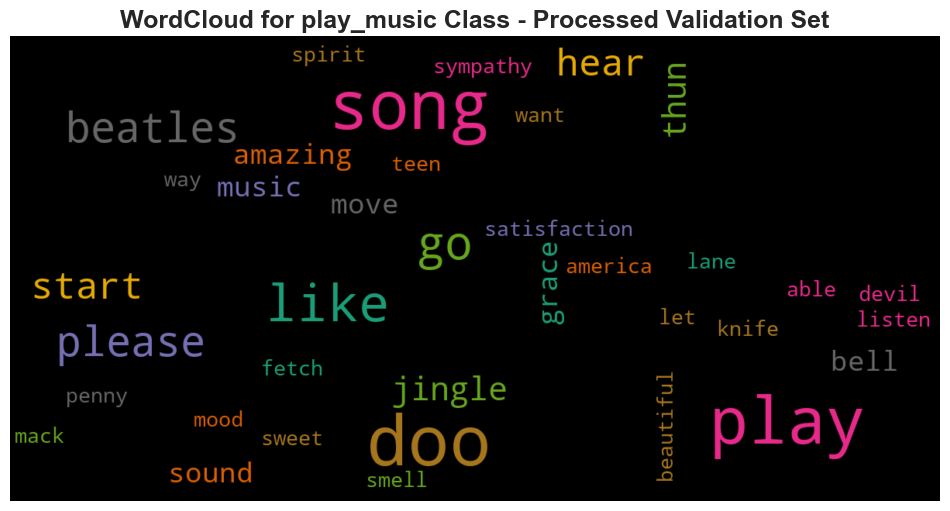 WordCloud for play_music Class - Processed Validation Set
spirit
sympathy
hear
thun
song
beatles
want
amazing
teen
way
music
move
satisfaction
go
grace
america
lane
start
like
able
devil
listen
let
knife
please
bell
fetch
jingle
beautiful
penny
play
mood
mack
sweet
doo
sound
smell